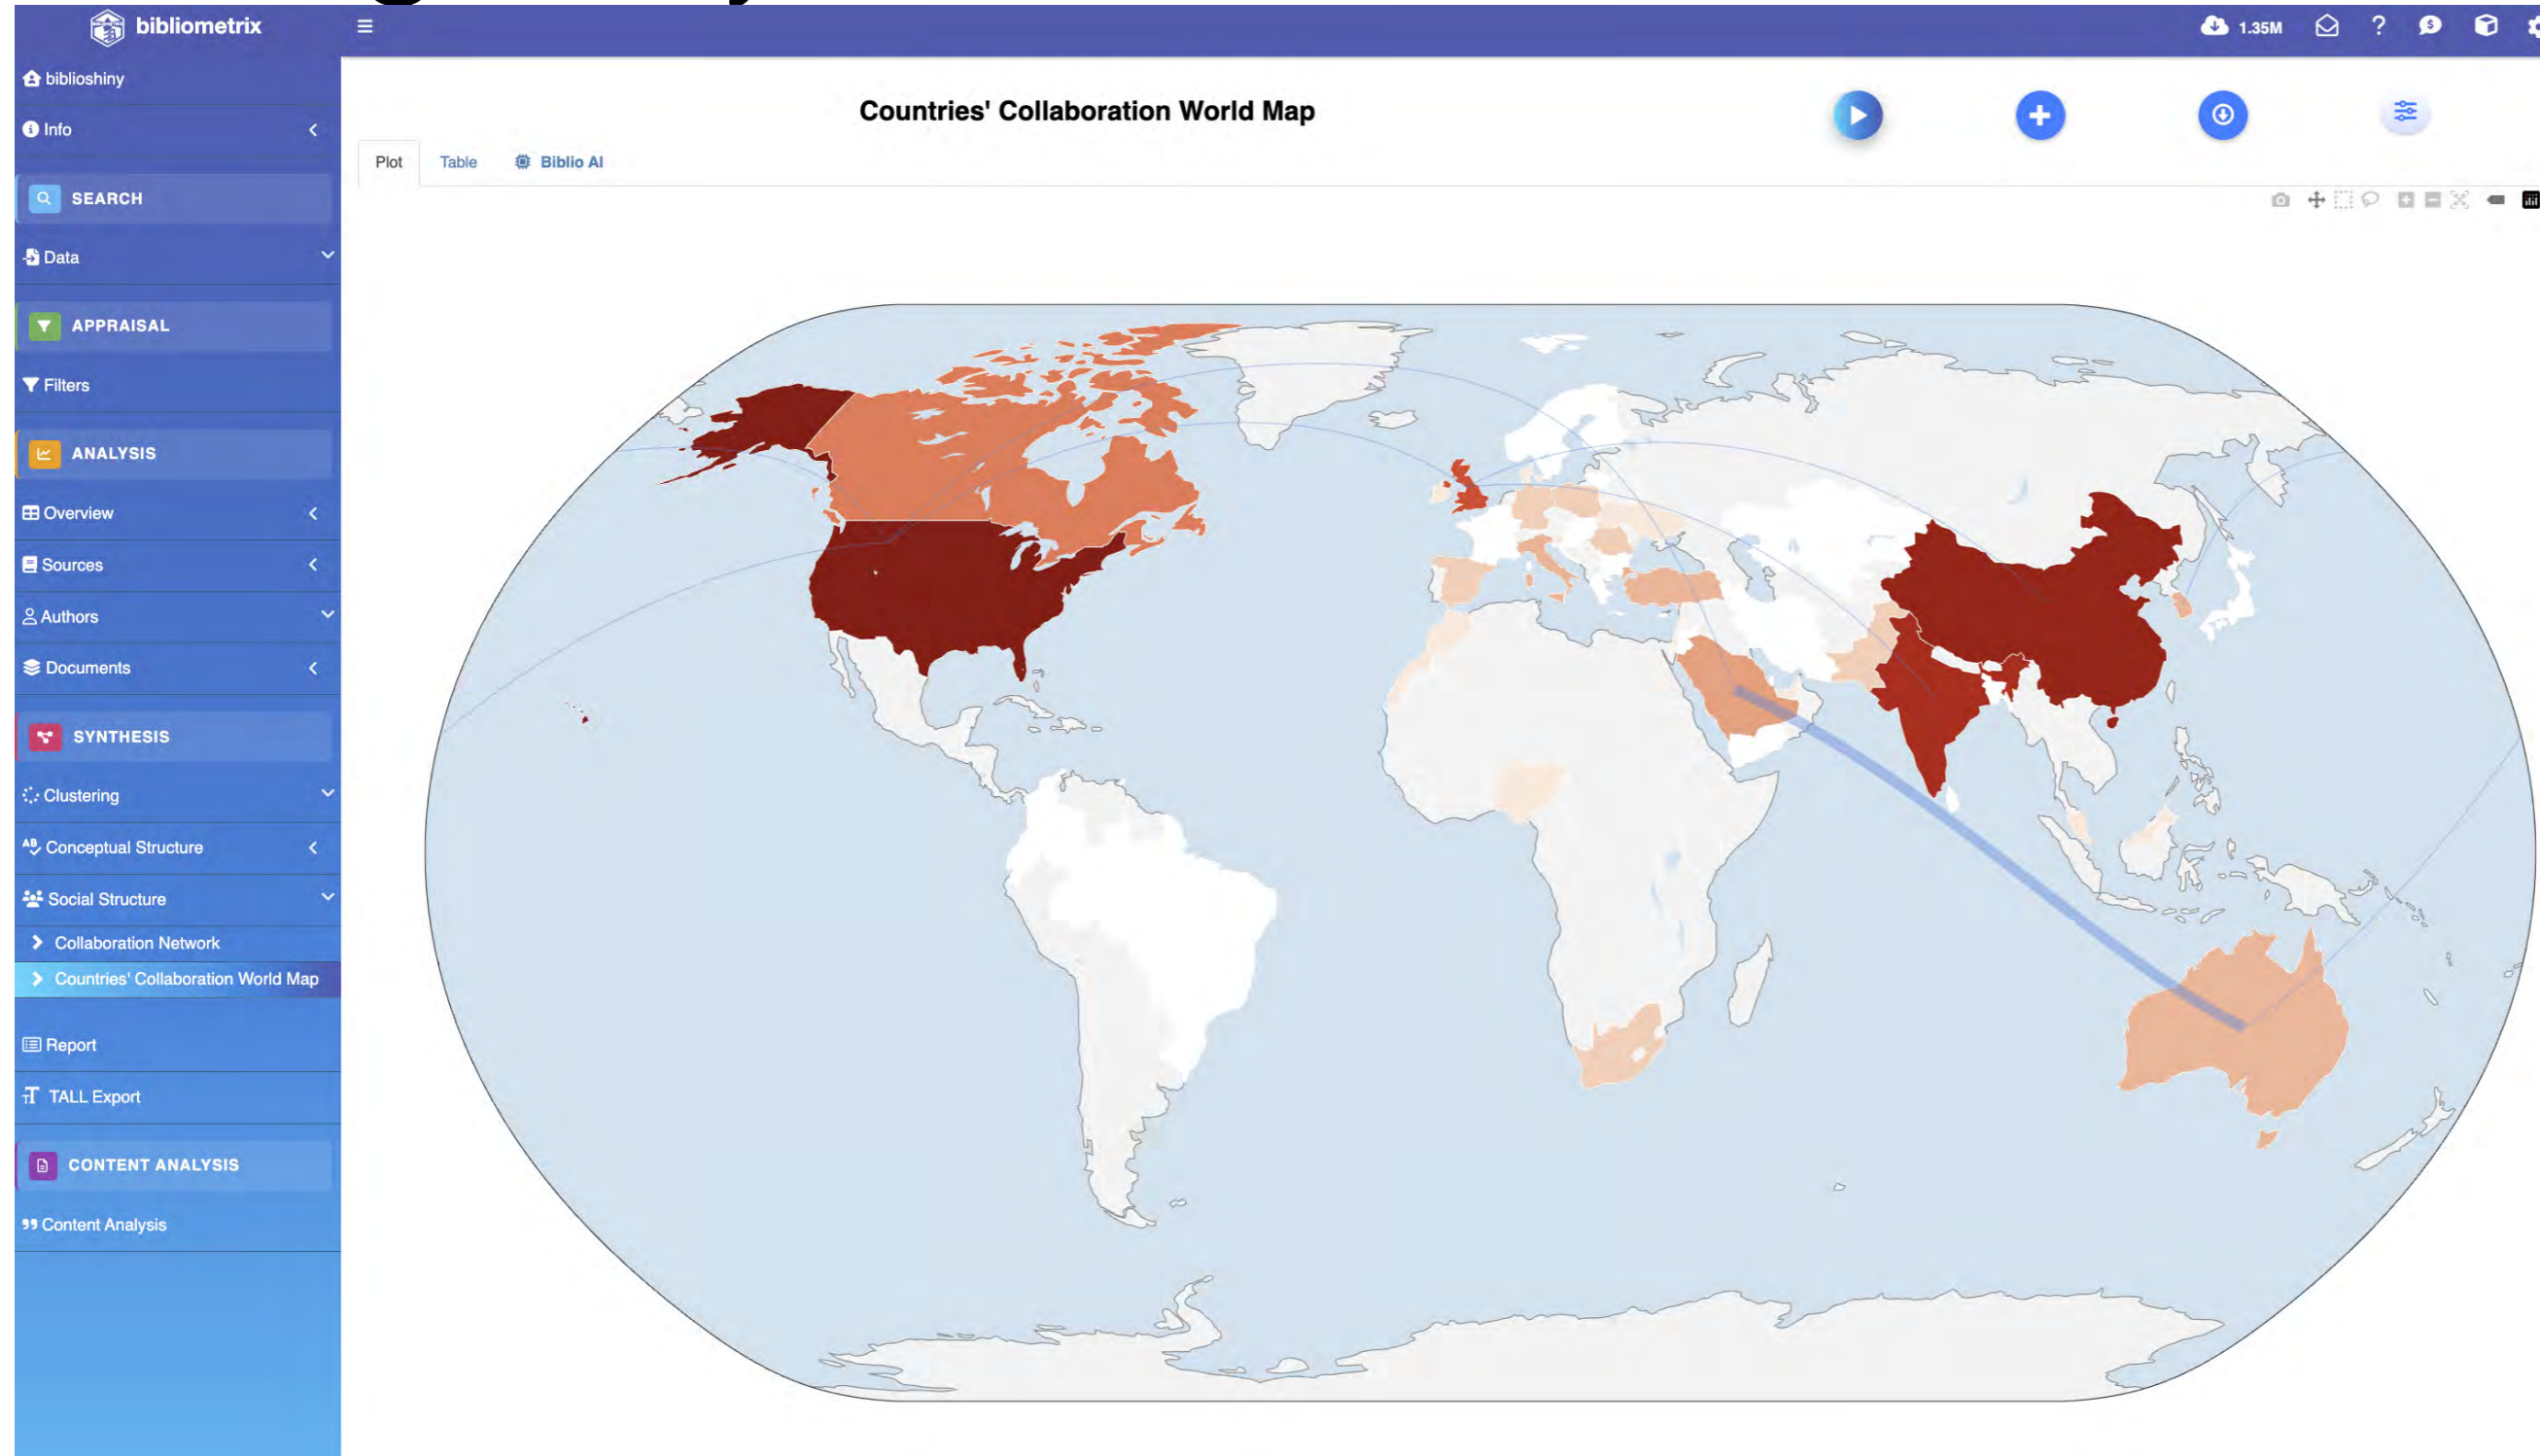 bibliometrix
1.35M
biblioshiny
Info
Countries' Collaboration World Map
Plot Table Biblio AI
SEARCH
Data
APPRAISAL
Filters
ANALYSIS
Overview
Sources
Authors
Documents
SYNTHESIS
Clustering
Conceptual Structure
Social Structure
Collaboration Network
Countries' Collaboration World Map
Report
TALL Export
CONTENT ANALYSIS
Content Analysis